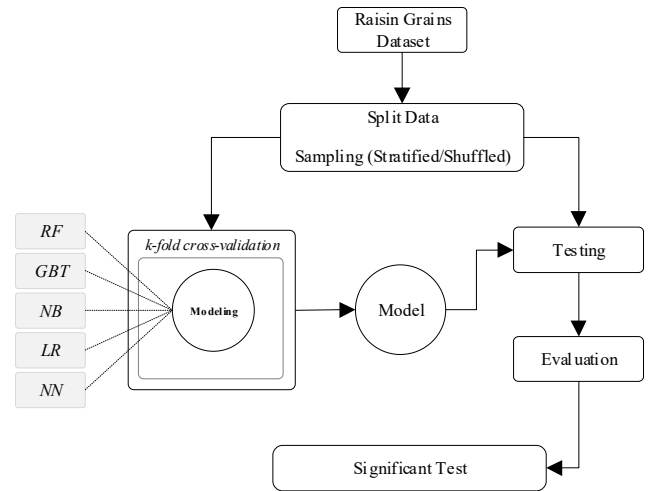 Raisin Grains
Dataset
Split Data
Sampling (Stratified/Shuffled)
k-fold cross-validation
RF
GBT
NB
LR
NN
Modeling
Model
Testing
Evaluation
Significant Test